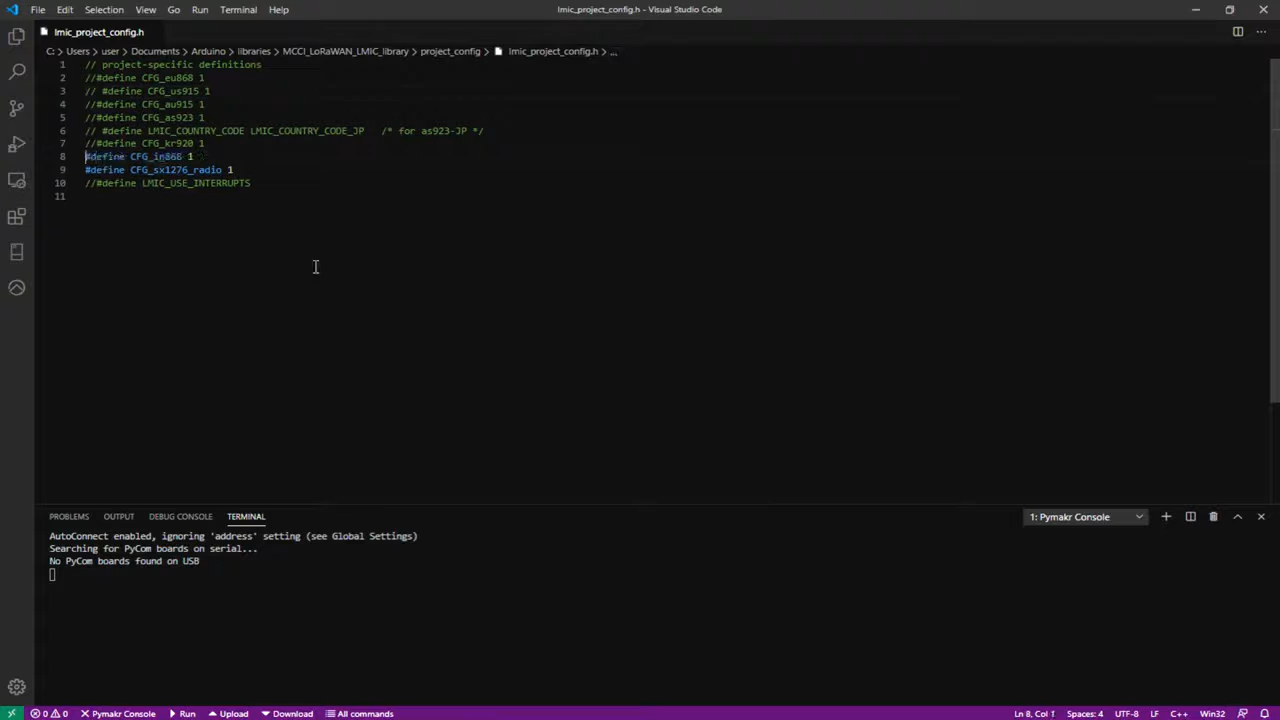 File Edit Selection View Go Run Terminal Help
lmic_project_config.h - Visual Studio Code
lmic_project_config.h
C: > Users > user > Documents > Arduino > libraries > MCCI_LoRaWAN_LMIC_library > project_config > lmic_project_config.h > ...
1 // project-specific definitions
2 //#define CFG_eu868 1
3 // #define CFG_us915 1
4 //#define CFG_au915 1
5 //#define CFG_as923 1
6 // #define LMIC_COUNTRY_CODE LMIC_COUNTRY_CODE_JP /* for as923-JP */
7 //#define CFG_kr920 1
8 #define CFG_in868 1
9 #define CFG_sx1276_radio 1
10 //#define LMIC_USE_INTERRUPTS
11
PROBLEMS OUTPUT DEBUG CONSOLE TERMINAL
1: Pymakr Console
AutoConnect enabled, ignoring 'address' setting (see Global Settings)
Searching for PyCom boards on serial...
No PyCom boards found on USB
0 0 Pymakr Console Run Upload Download All commands
Ln 8, Col 1 Spaces: 4 UTF-8 LF C++ Win32